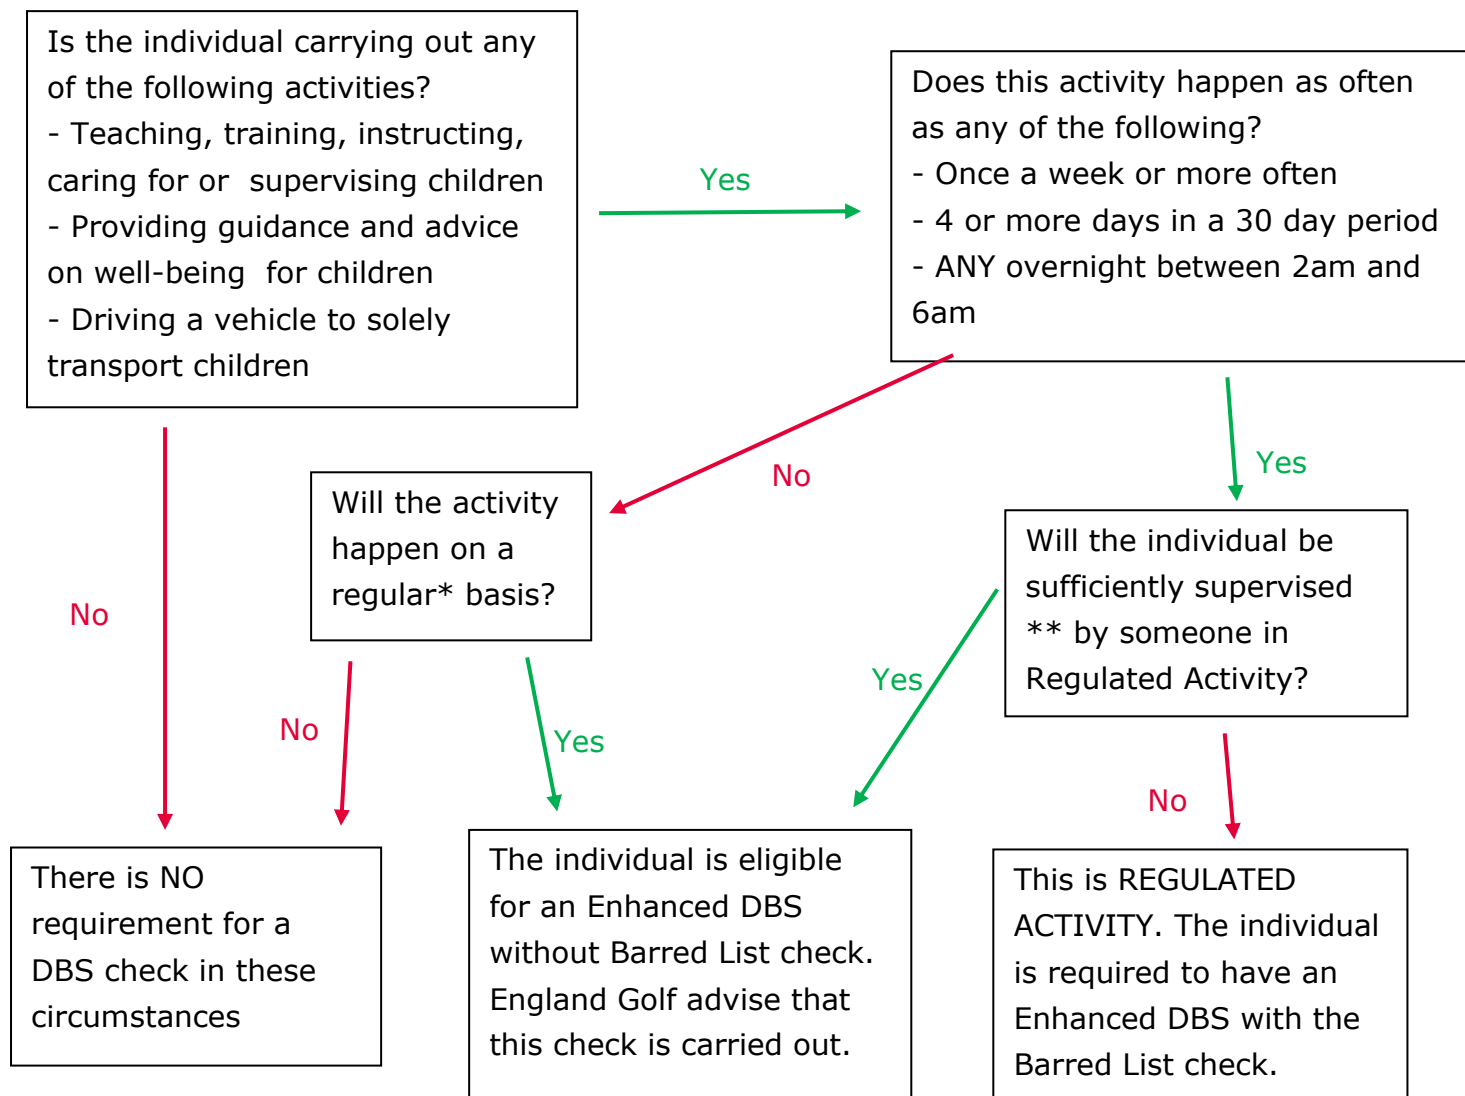 Is the individual carrying out any
of the following activities?
- Teaching, training, instructing,
caring for or  supervising children
- Providing guidance and advice
on well-being  for children
- Driving a vehicle to solely
transport children
Yes
Does this activity happen as often
as any of the following?
- Once a week or more often
- 4 or more days in a 30 day period
- ANY overnight between 2am and
6am
No
Yes
Will the activity
happen on a
regular* basis?
Will the individual be
sufficiently supervised
** by someone in
Regulated Activity?
No
No
Yes
Yes
No
There is NO
requirement for a
DBS check in these
circumstances
The individual is eligible
for an Enhanced DBS
without Barred List check.
England Golf advise that
this check is carried out.
This is REGULATED
ACTIVITY. The individual
is required to have an
Enhanced DBS with the
Barred List check.